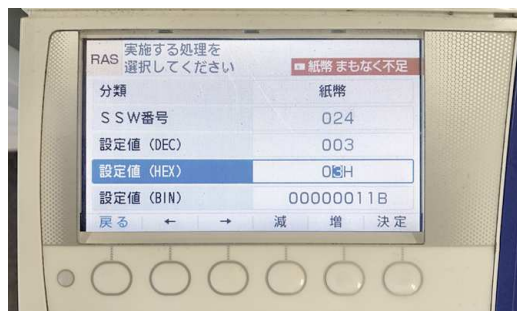 RAS 実施する処理を
選択してください
紙幣 まもなく不足
分類 紙幣
SSW番号 024
設定値 (DEC) 003
設定値 (HEX) 03H
設定値 (BIN) 00000011B
戻る ← → 減 増 決定